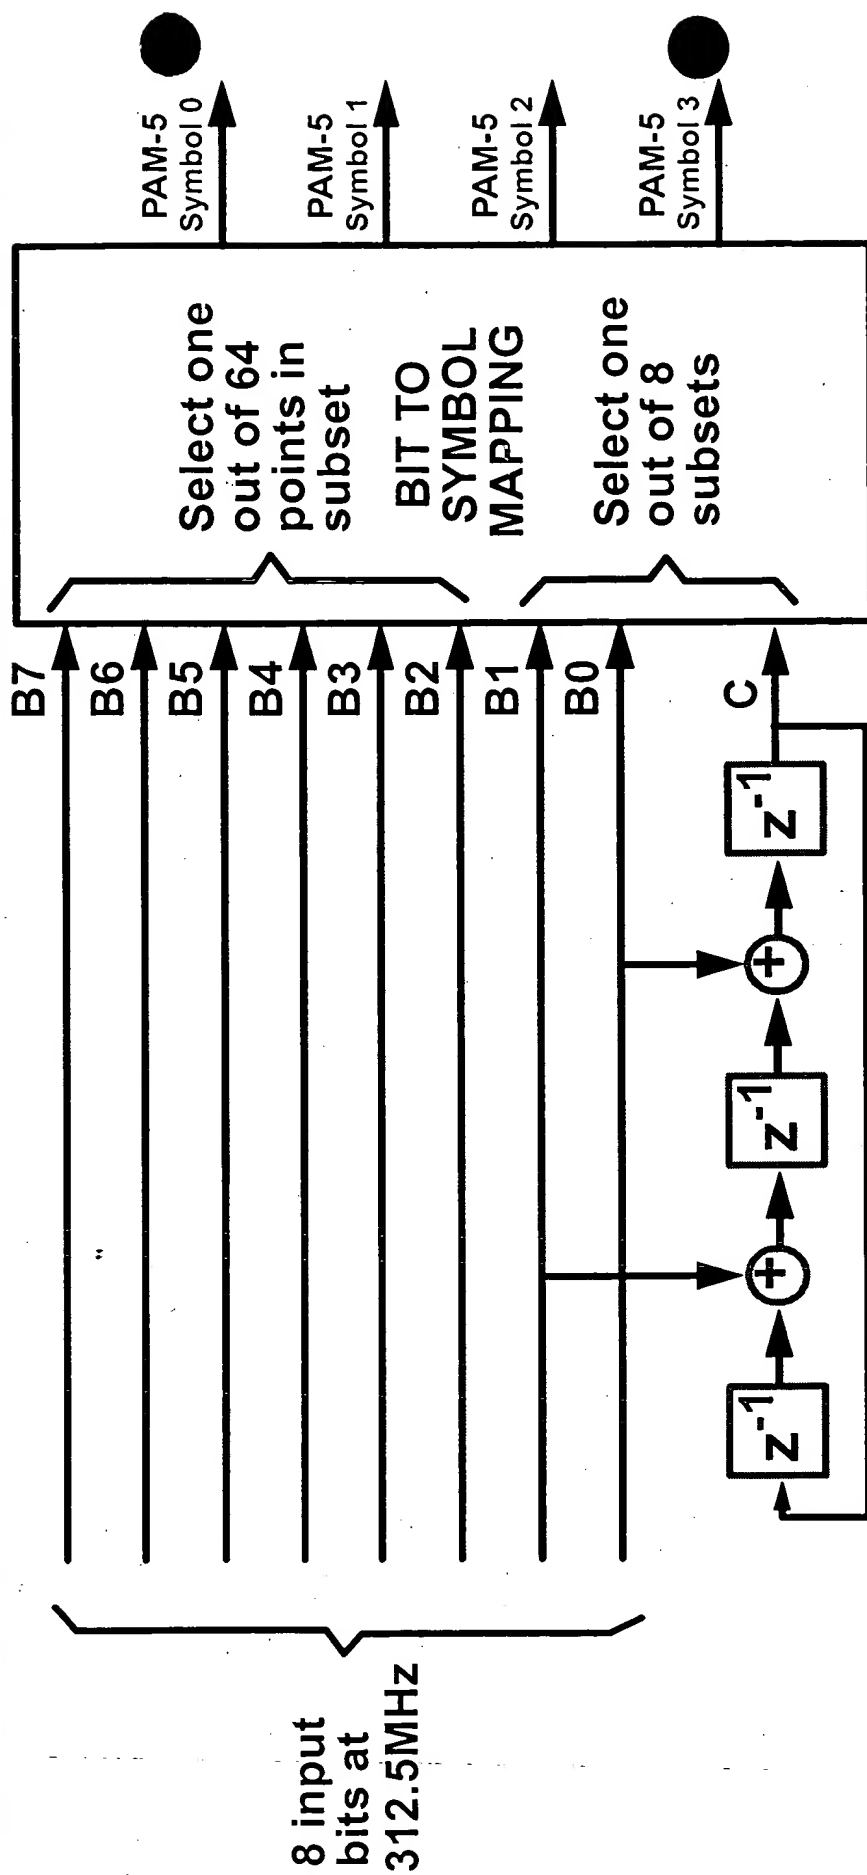 8 input
bits at
312.5MHz
B7
B6
B5
B4
B3
B2
B1
B0
C
z-1
+
z-1
+
z-1
Select one
out of 64
points in
subset
BIT TO
SYMBOL
MAPPING
Select one
out of 8
subsets
PAM-5
Symbol 0
PAM-5
Symbol 1
PAM-5
Symbol 2
PAM-5
Symbol 3